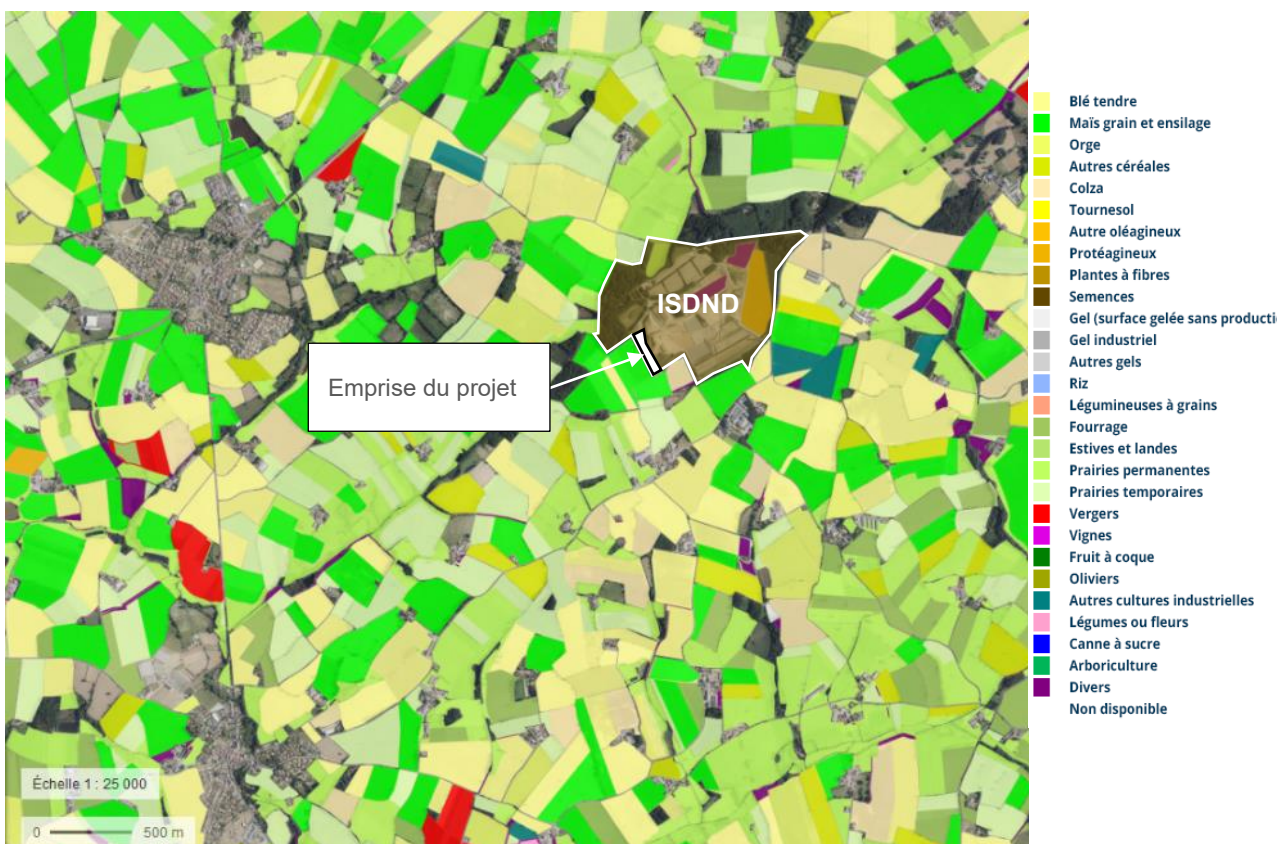 ISDND
Emprise du projet
Échelle 1 : 25 000
0 500 m
Blé tendre
Maïs grain et ensilage
Orge
Autres céréales
Colza
Tournesol
Autre oléagineux
Protéagineux
Plantes à fibres
Semences
Gel (surface gelée sans producti
Gel industriel
Autres gels
Riz
Légumineuses à grains
Fourrage
Estives et landes
Prairies permanentes
Prairies temporaires
Vergers
Vignes
Fruit à coque
Oliviers
Autres cultures industrielles
Légumes ou fleurs
Canne à sucre
Arboriculture
Divers
Non disponible